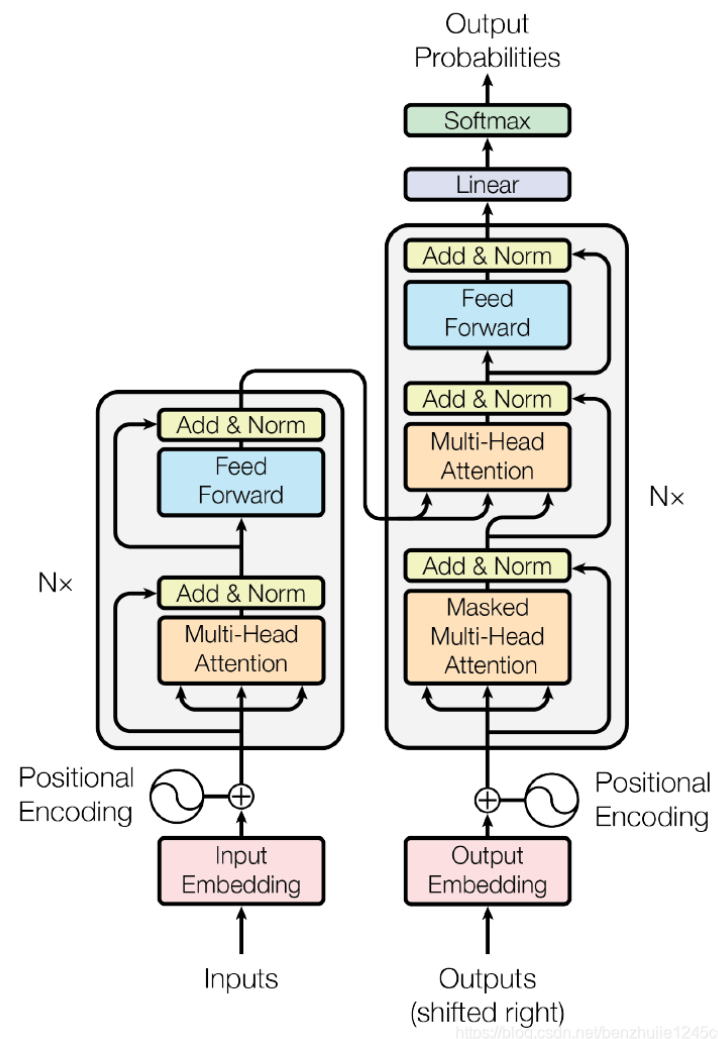 Output
Probabilities
Softmax
Linear
Add & Norm
Feed
Forward
Add & Norm
Multi-Head
Attention
Add & Norm
Masked
Multi-Head
Attention
Nx
Add & Norm
Feed
Forward
Add & Norm
Multi-Head
Attention
Nx
Positional
Encoding
Positional
Encoding
Input
Embedding
Output
Embedding
Inputs
Outputs
(shifted right)
https://blog.csdn.net/benzhujie1245c